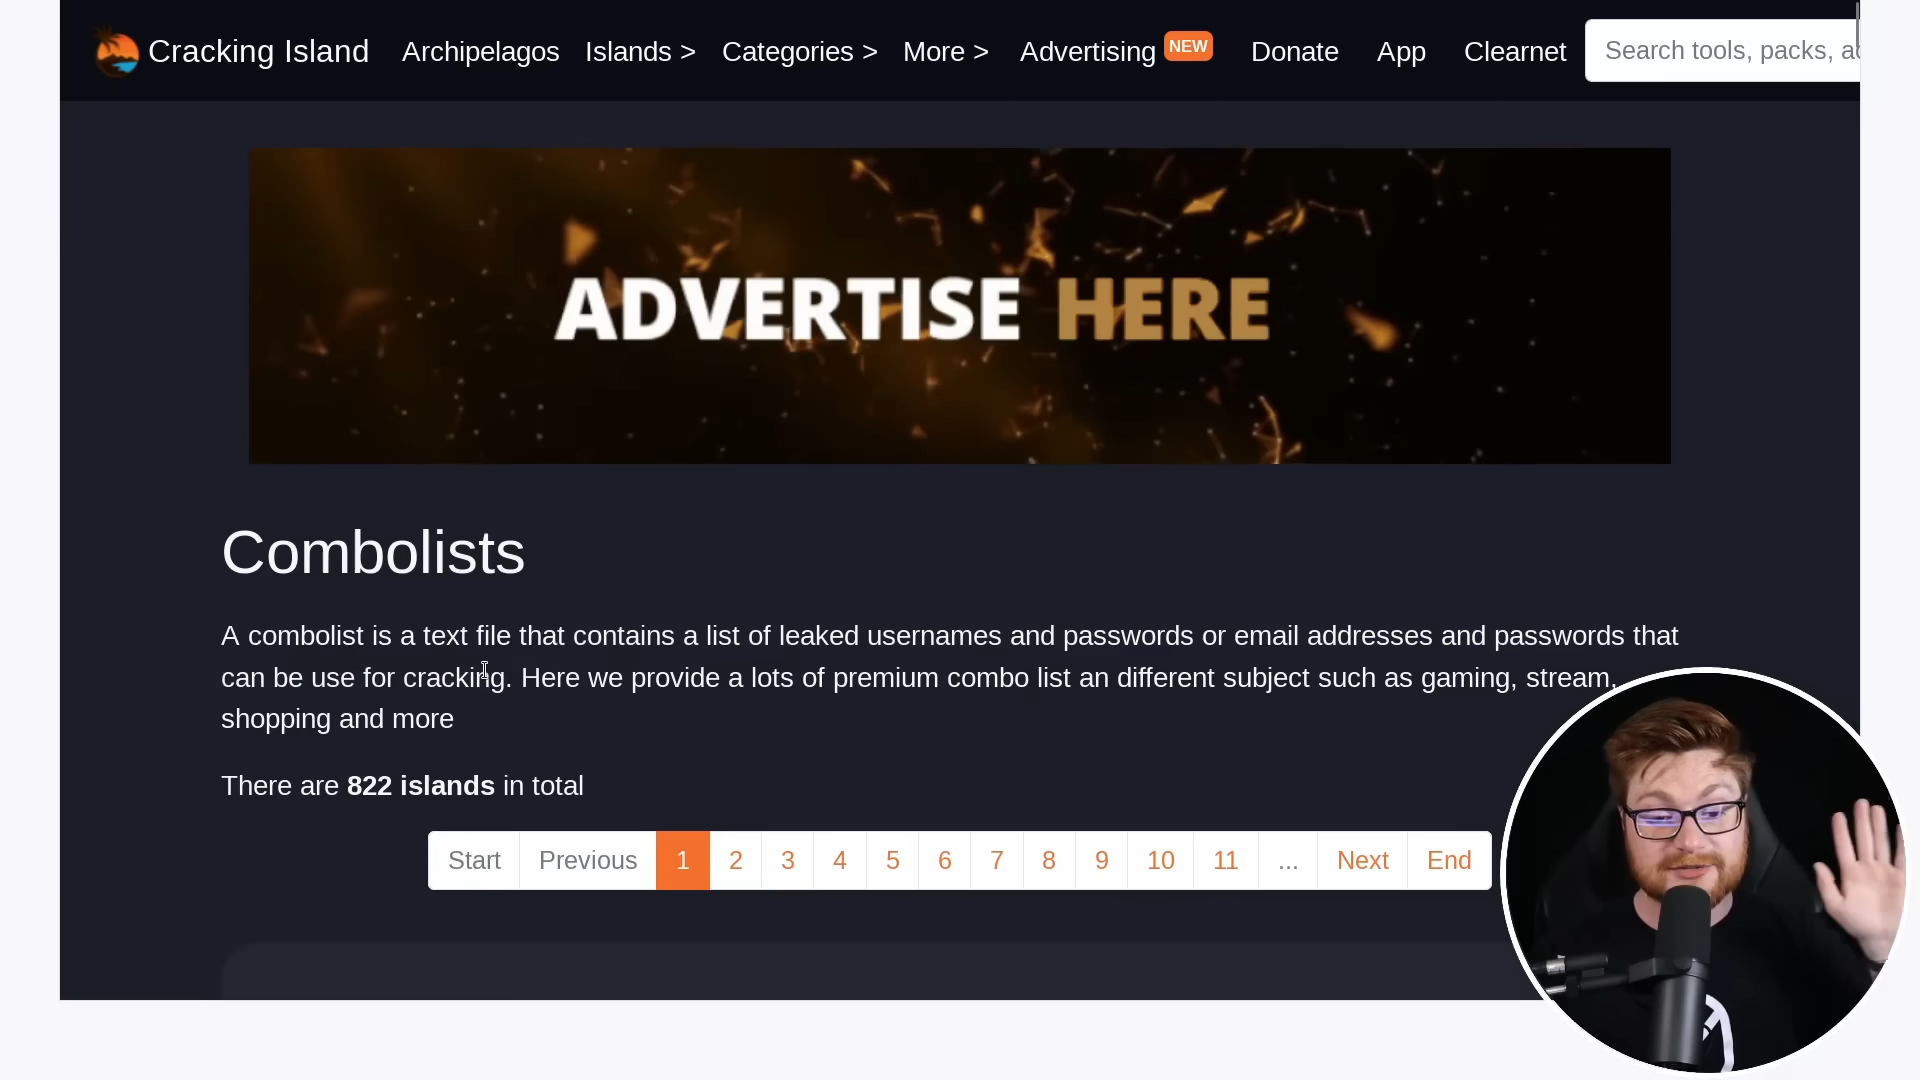 Cracking Island Archipelagos Islands > Categories > More > Advertising NEW Donate App Clearnet Search tools, packs,
ADVERTISE HERE
Combolists
A combolist is a text file that contains a list of leaked usernames and passwords or email addresses and passwords that
can be use for cracking. Here we provide a lots of premium combo list an different subject such as gaming, stream,
shopping and more
There are 822 islands in total
Start Previous 1 2 3 4 5 6 7 8 9 10 11 ... Next End